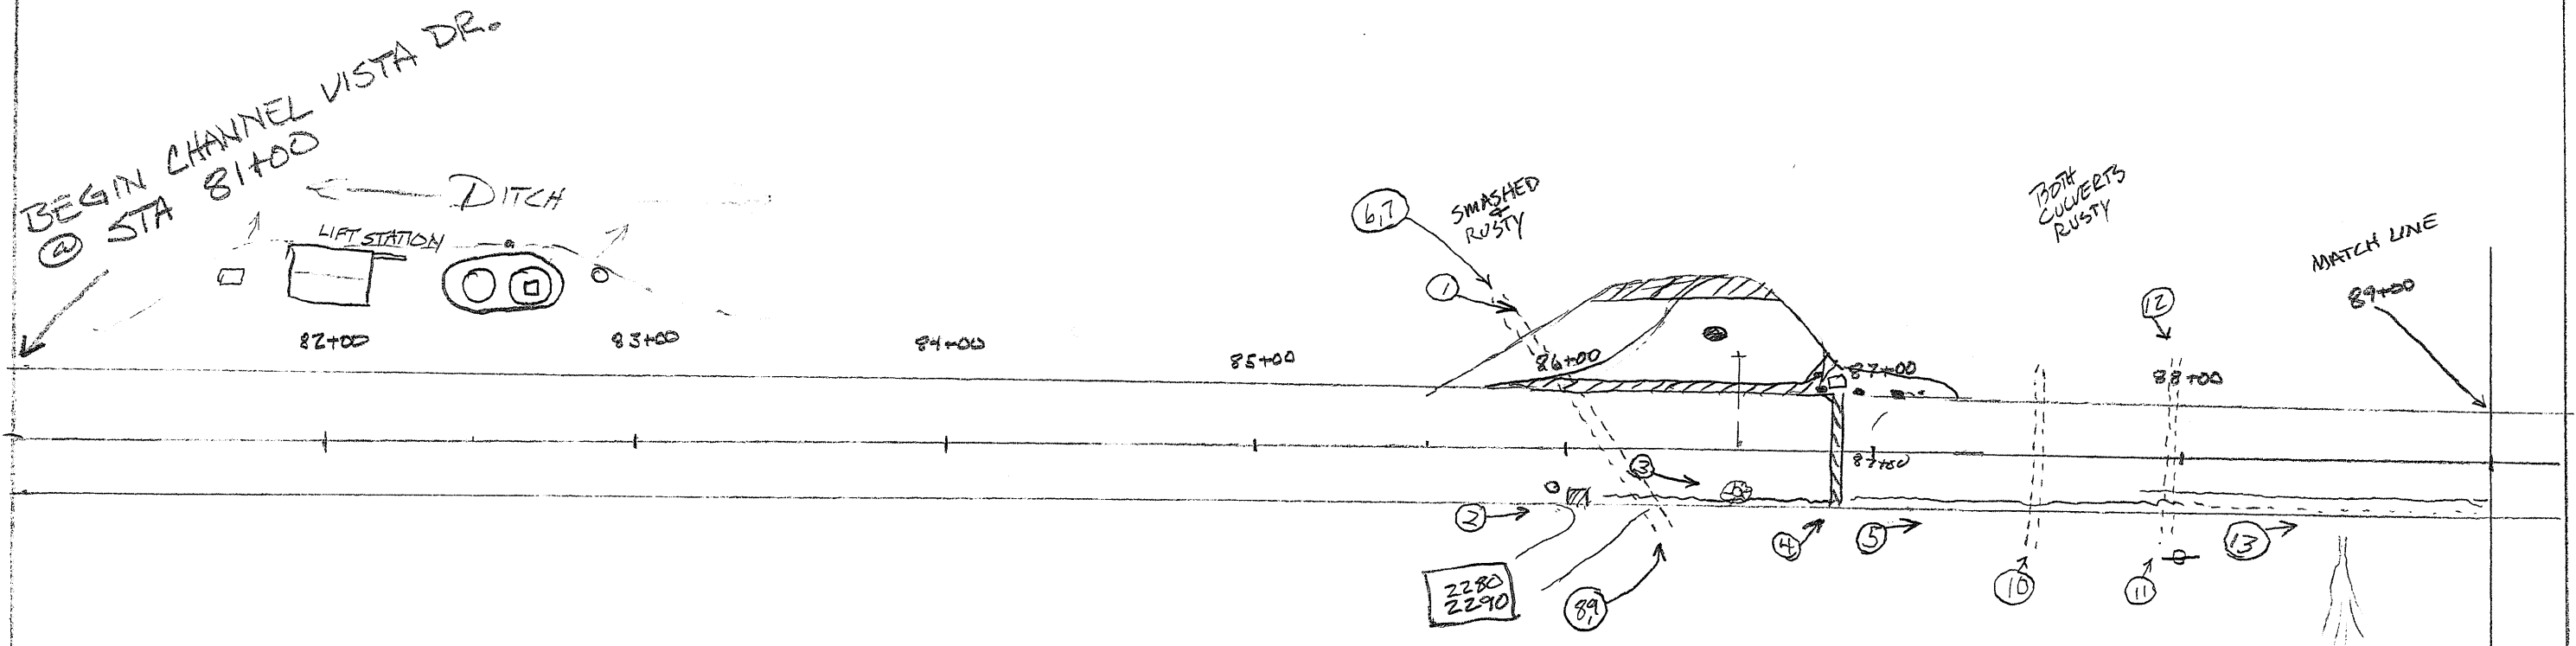 BEGIN CHANNEL VISTA DR.
@ STA 81+00
DITCH
LIFT STATION
82+00
83+00
84+00
85+00
86+00
87+00
88+00
87+00
6,7
SMASHED
&
RUSTY
1
2
3
4
5
2280
2290
89,
BOTH
CULVERTS
RUSTY
10
11
12
13
MATCH LINE
89+00